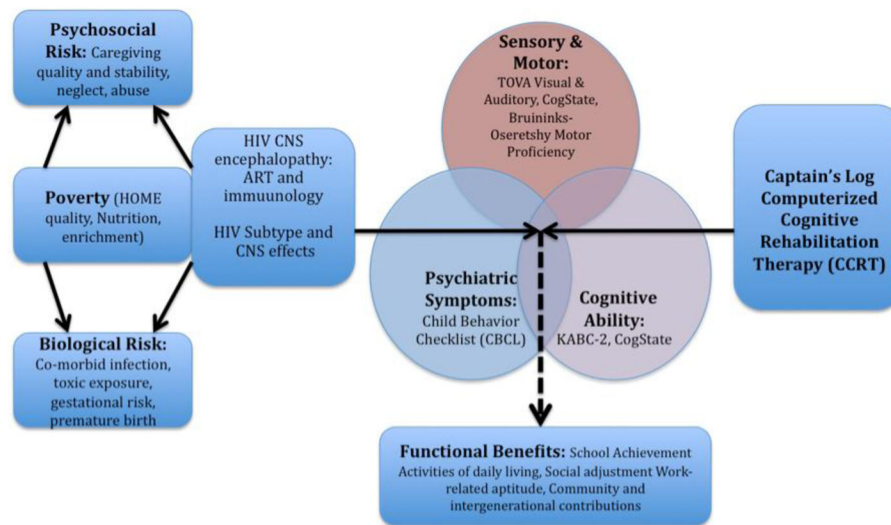 Psychosocial
Risk: Caregiving
quality and stability,
neglect, abuse
Poverty (HOME
quality, Nutrition,
enrichment)
Biological Risk:
Co-morbid infection,
toxic exposure,
gestational risk,
premature birth
HIV CNS
encephalopathy:
ART and
immuunology
HIV Subtype and
CNS effects
Sensory &
Motor:
TOVA Visual &
Auditory, CogState,
Bruininks-
Oseretshy Motor
Proficiency
Psychiatric
Symptoms:
Child Behavior
Checklist (CBCL)
Cognitive
Ability:
KABC-2, CogState
Captain's Log
Computerized
Cognitive
Rehabilitation
Therapy (CCRT)
Functional Benefits: School Achievement
Activities of daily living, Social adjustment Work-
related aptitude, Community and
intergenerational contributions